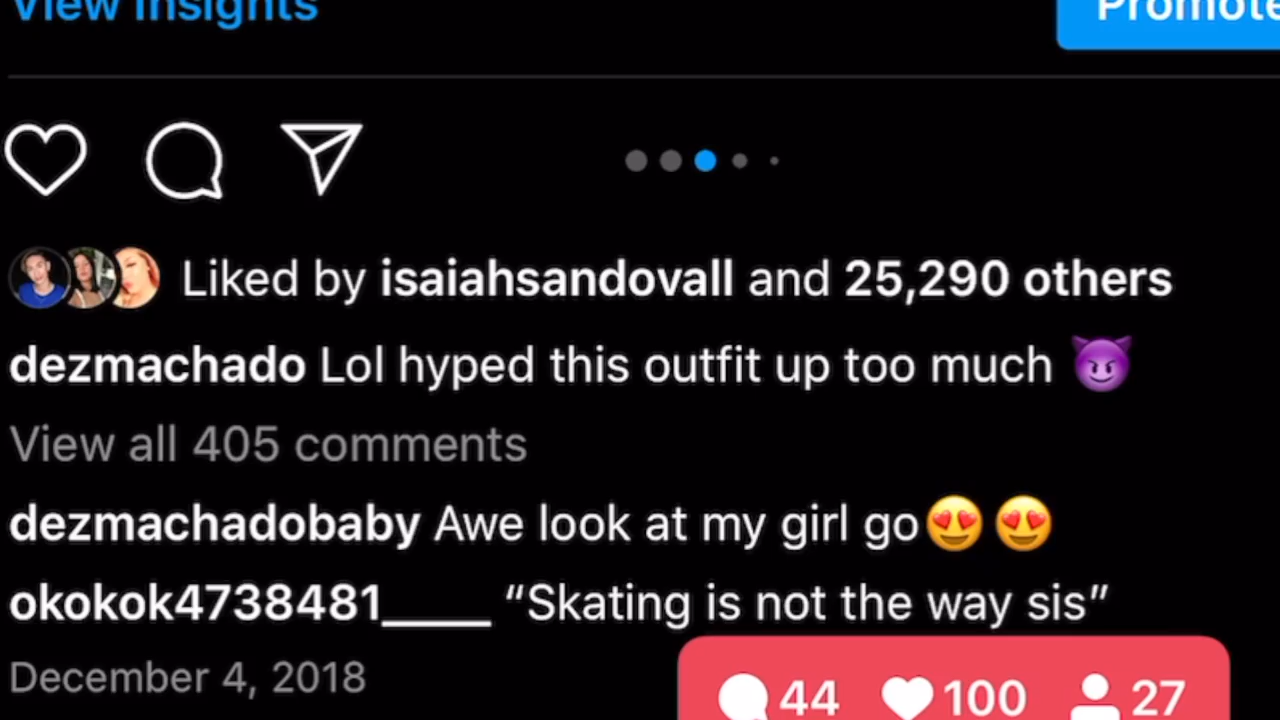 View Insights
Promote
Liked by isaiahsandovall and 25,290 others
dezmachado Lol hyped this outfit up too much 😈
View all 405 comments
dezmachadobaby Awe look at my girl go😍 😍
okokok4738481____ “Skating is not the way sis”
December 4, 2018
44 100 27